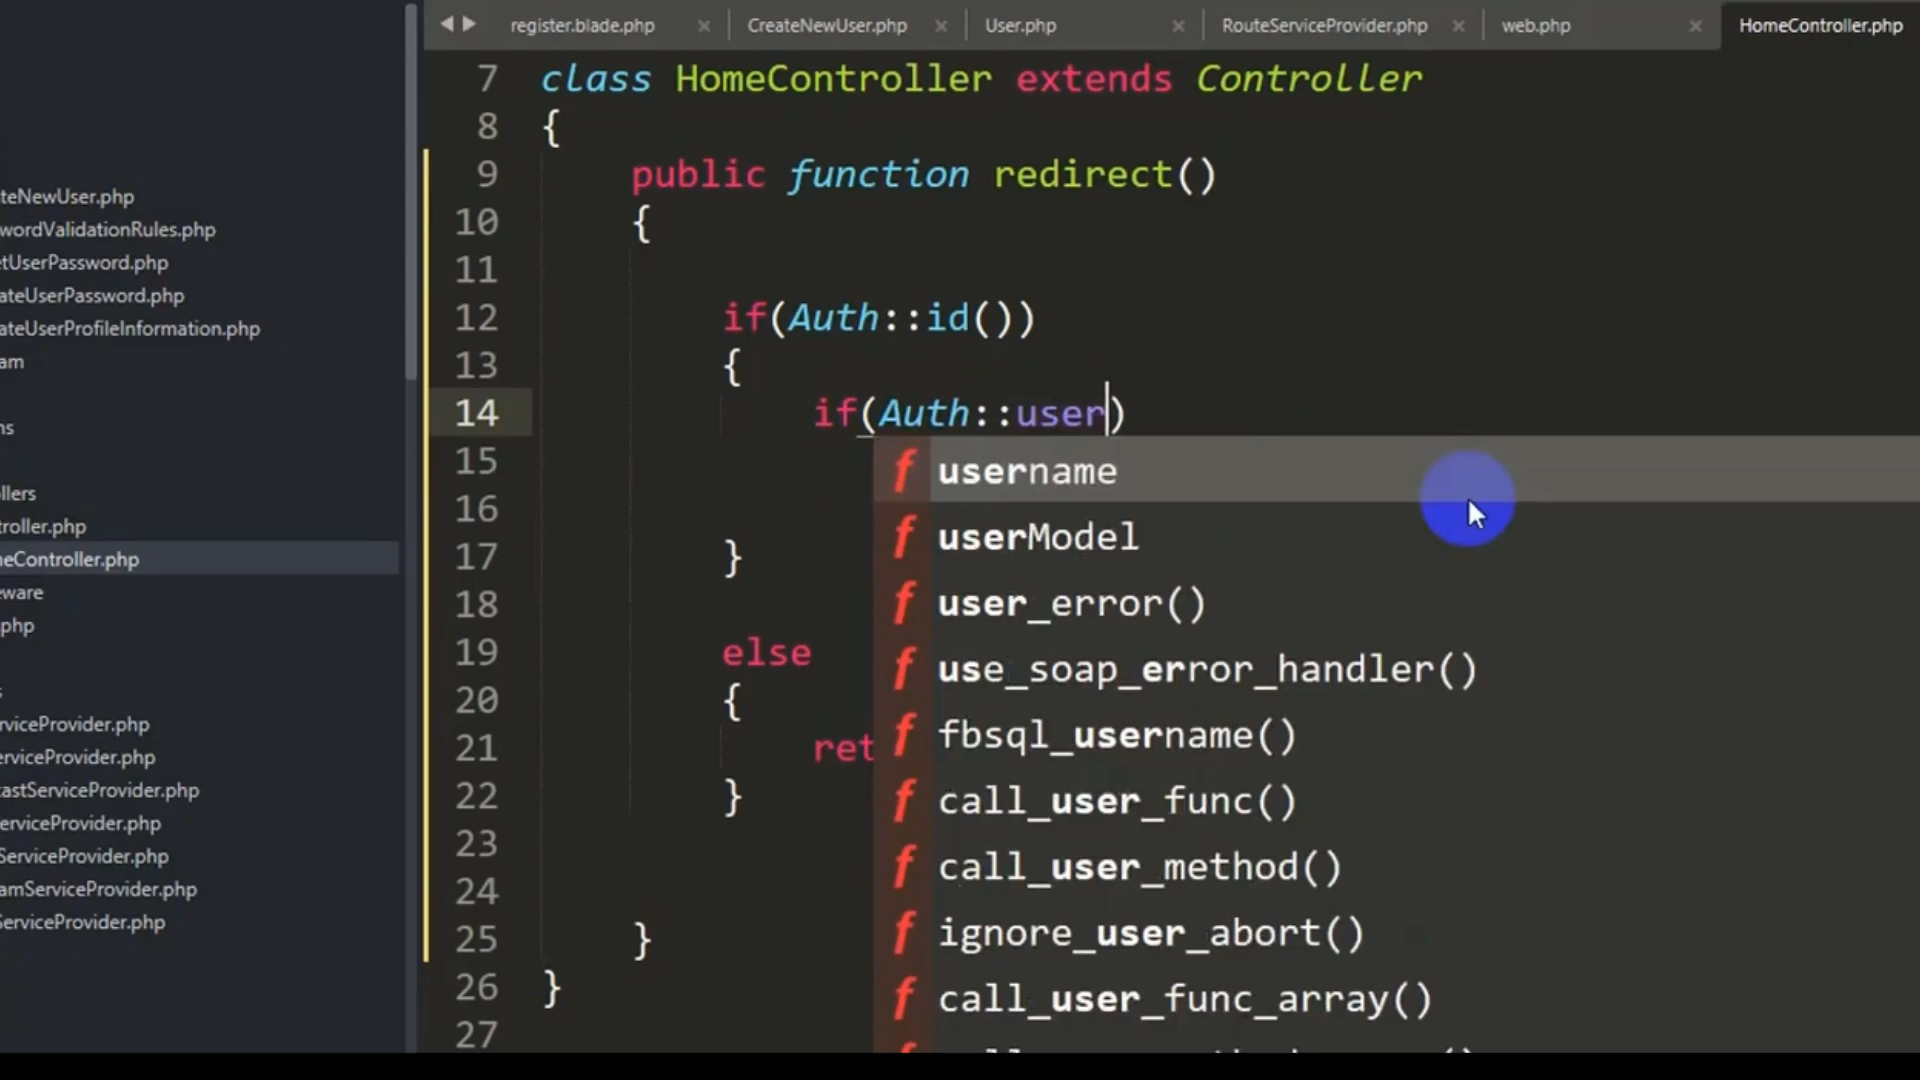 register.blade.php × CreateNewUser.php × User.php × RouteServiceProvider.php × web.php × HomeController.php
teNewUser.php
wordValidationRules.php
tUserPassword.php
ateUserPassword.php
ateUserProfileInformation.php
am
ns
llers
troller.php
eController.php
ware
.php
s
rviceProvider.php
erviceProvider.php
astServiceProvider.php
erviceProvider.php
ServiceProvider.php
amServiceProvider.php
ServiceProvider.php
7 class HomeController extends Controller
8 {
9 public function redirect()
10 {
11
12 if(Auth::id())
13 {
14 if(Auth::user)
15
16
17 }
18
19 else
20 {
21 ret
22 }
23
24
25 }
26 }
27
f username
f userModel
f user_error()
f use_soap_error_handler()
f fbsql_username()
f call_user_func()
f call_user_method()
f ignore_user_abort()
f call_user_func_array()